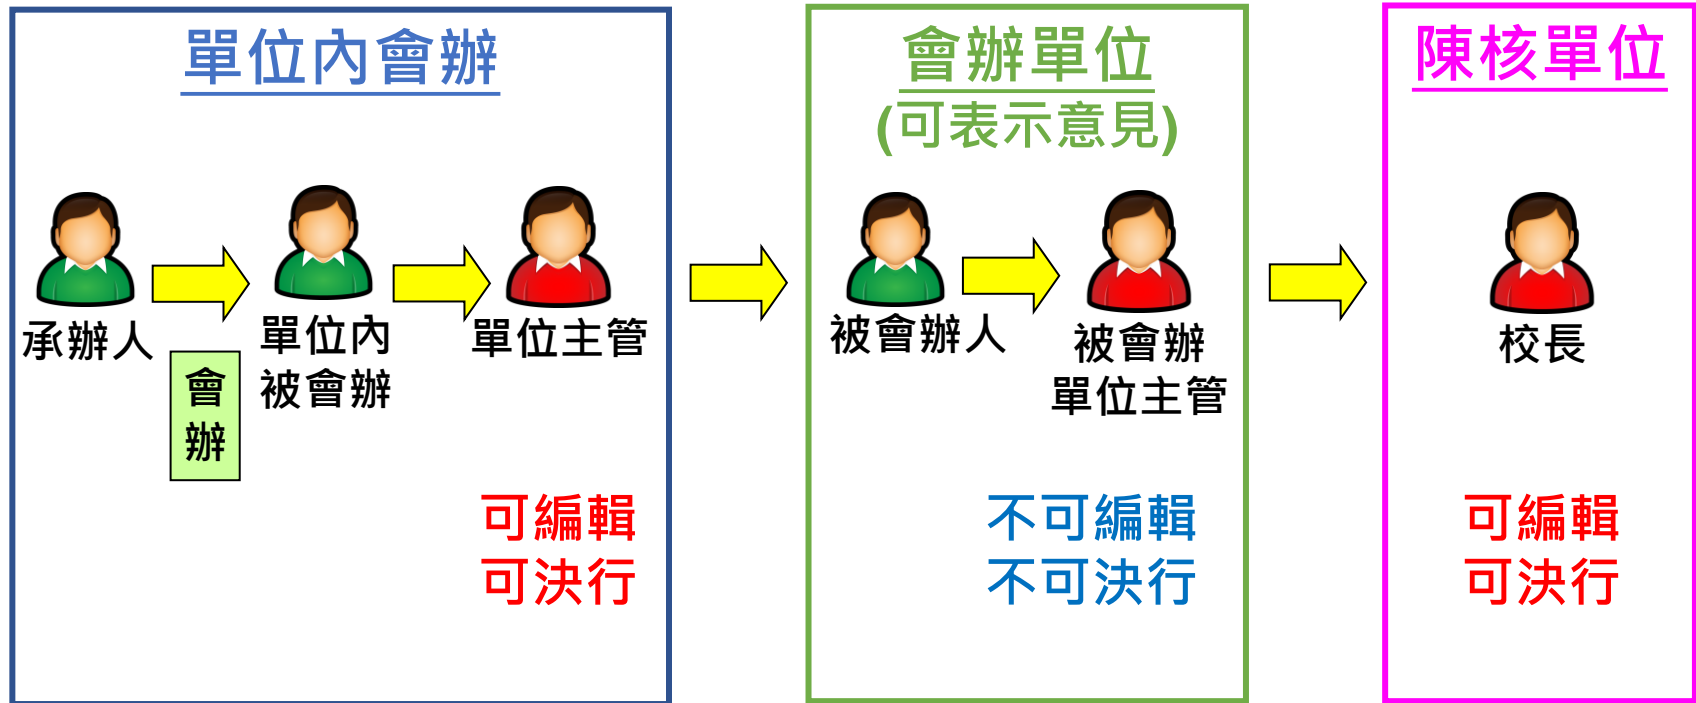 單位內會辦
承辦人
會
辦
單位內
被會辦
單位主管
可編輯
可決行
會辦單位
(可表示意見)
被會辦人
被會辦
單位主管
不可編輯
不可決行
陳核單位
校長
可編輯
可決行